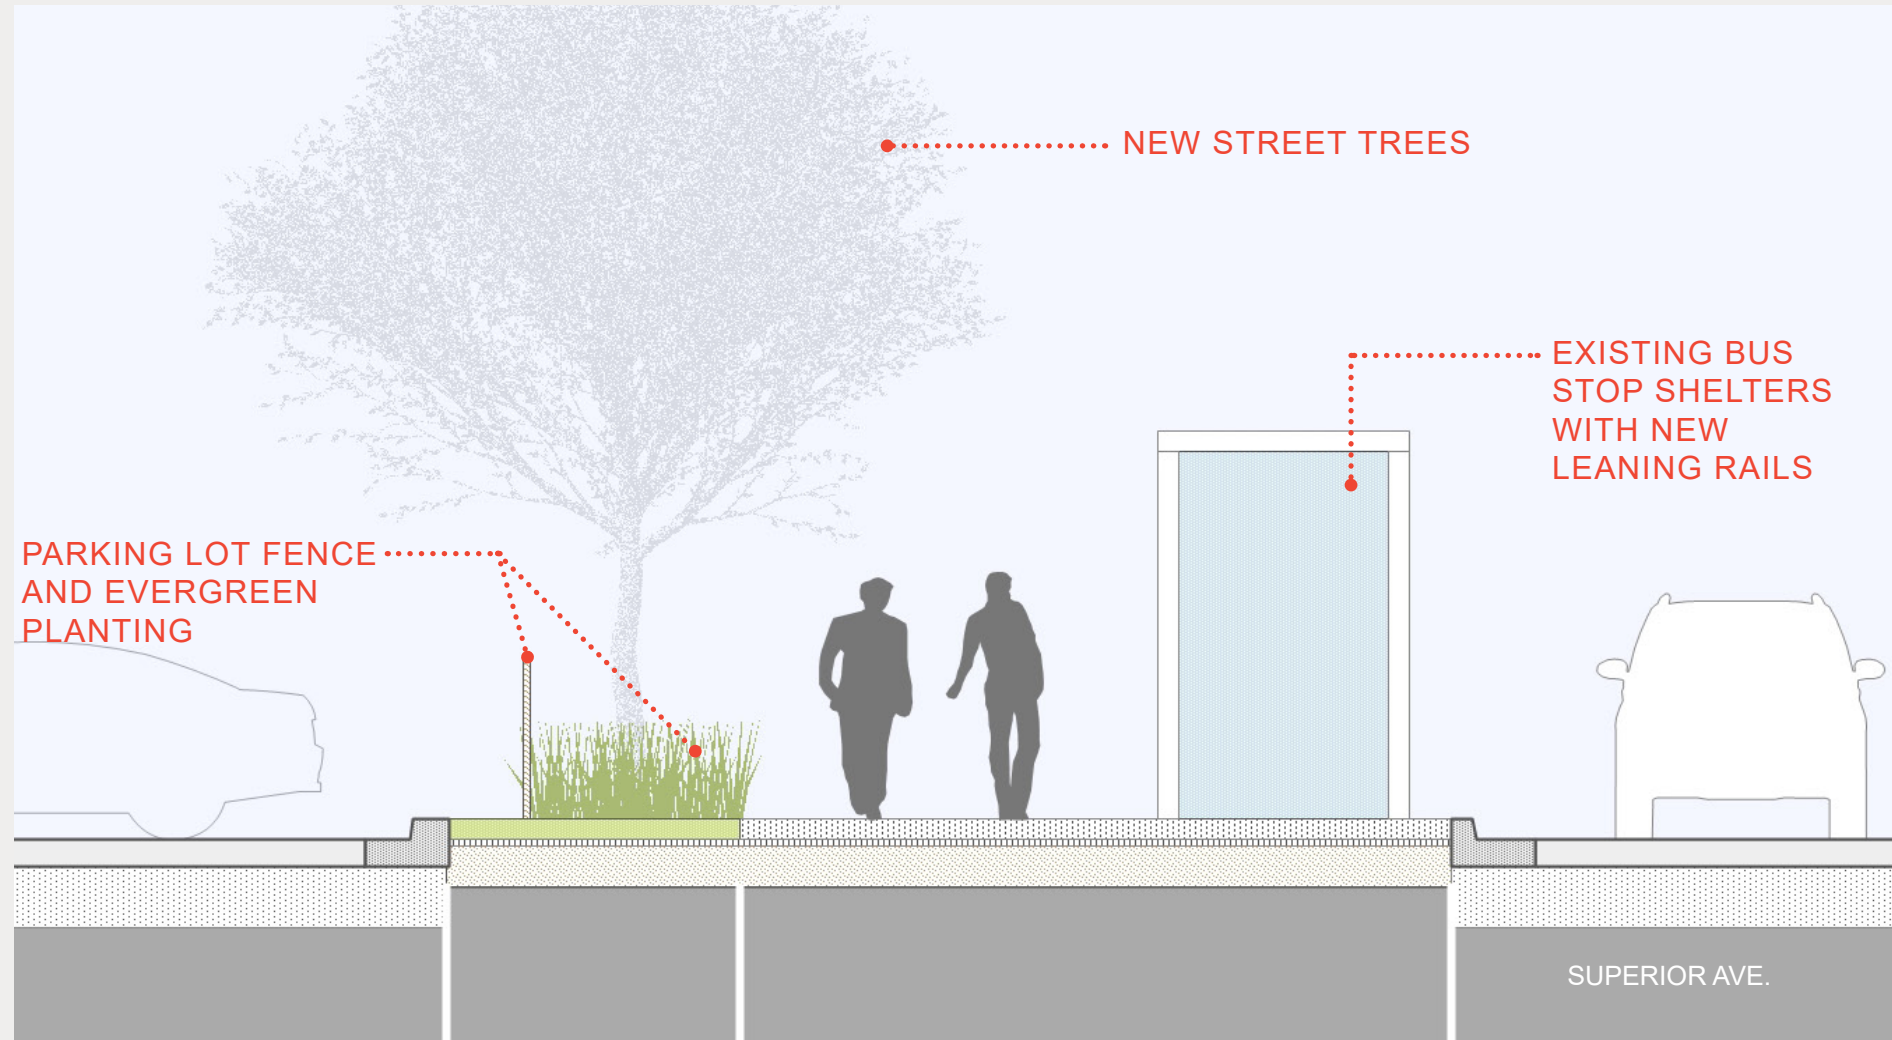 NEW STREET TREES
EXISTING BUS
STOP SHELTERS
WITH NEW
LEANING RAILS
PARKING LOT FENCE
AND EVERGREEN
PLANTING
SUPERIOR AVE.